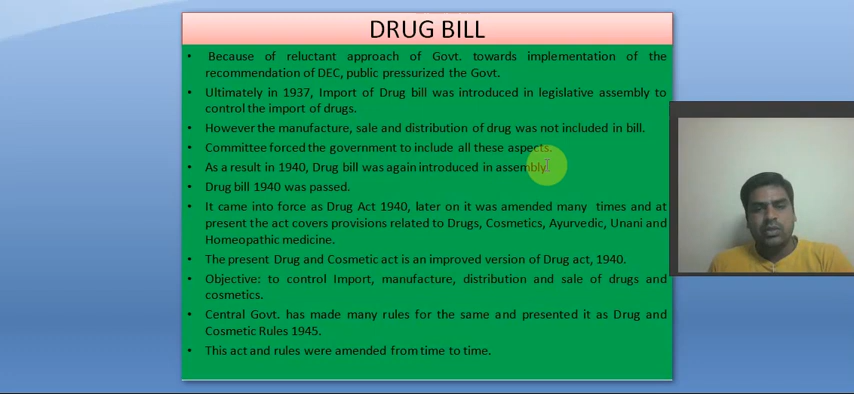 DRUG BILL
• Because of reluctant approach of Govt. towards implementation of the
recommendation of DEC, public pressurized the Govt.
• Ultimately in 1937, Import of Drug bill was introduced in legislative assembly to
control the import of drugs.
• However the manufacture, sale and distribution of drug was not included in bill.
• Committee forced the government to include all these aspects.
• As a result in 1940, Drug bill was again introduced in assembly.
• Drug bill 1940 was passed.
• It came into force as Drug Act 1940, later on it was amended many times and at
present the act covers provisions related to Drugs, Cosmetics, Ayurvedic, Unani and
Homeopathic medicine.
• The present Drug and Cosmetic act is an improved version of Drug act, 1940.
• Objective: to control Import, manufacture, distribution and sale of drugs and
cosmetics.
• Central Govt. has made many rules for the same and presented it as Drug and
Cosmetic Rules 1945.
• This act and rules were amended from time to time.